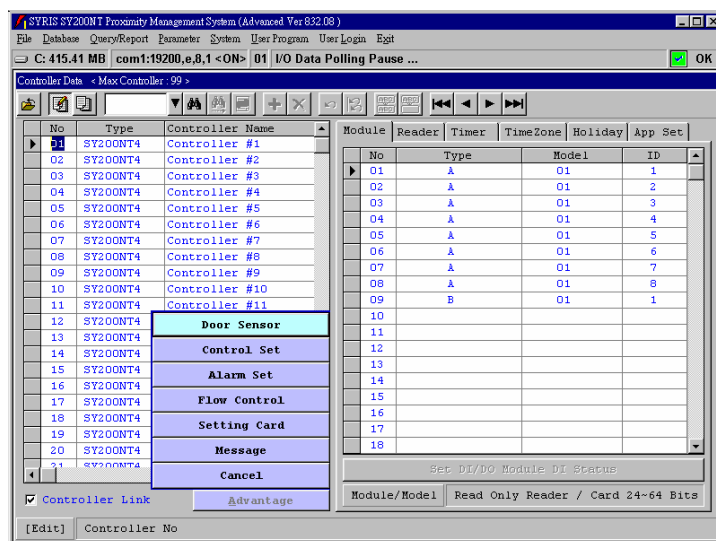 SYRIS SY200NT Proximity Management System (Advanced Ver 832.08 )
File Database Query/Report Parameter System User Program User Login Exit
C: 415.41 MB com1:19200,e,8,1 <ON> 01 I/O Data Polling Pause ... OK
Controller Data < Max Controller : 99 >
No Type Controller Name
01 SY200NT4 Controller #1
02 SY200NT4 Controller #2
03 SY200NT4 Controller #3
04 SY200NT4 Controller #4
05 SY200NT4 Controller #5
06 SY200NT4 Controller #6
07 SY200NT4 Controller #7
08 SY200NT4 Controller #8
09 SY200NT4 Controller #9
10 SY200NT4 Controller #10
11 SY200NT4 Controller #11
12 SY200NT4
13 SY200NT4
14 SY200NT4
15 SY200NT4
16 SY200NT4
17 SY200NT4
18 SY200NT4
19 SY200NT4
20 SY200NT4
21 SY200NT4
Door Sensor
Control Set
Alarm Set
Flow Control
Setting Card
Message
Cancel
Controller Link Advantage
Module Reader Timer TimeZone Holiday App Set
No Type Model ID
01 A 01 1
02 A 01 2
03 A 01 3
04 A 01 4
05 A 01 5
06 A 01 6
07 A 01 7
08 A 01 8
09 B 01 1
10
11
12
13
14
15
16
17
18
Set DI/DO Module DI Status
Module/Model Read Only Reader / Card 24~64 Bits
[Edit] Controller No